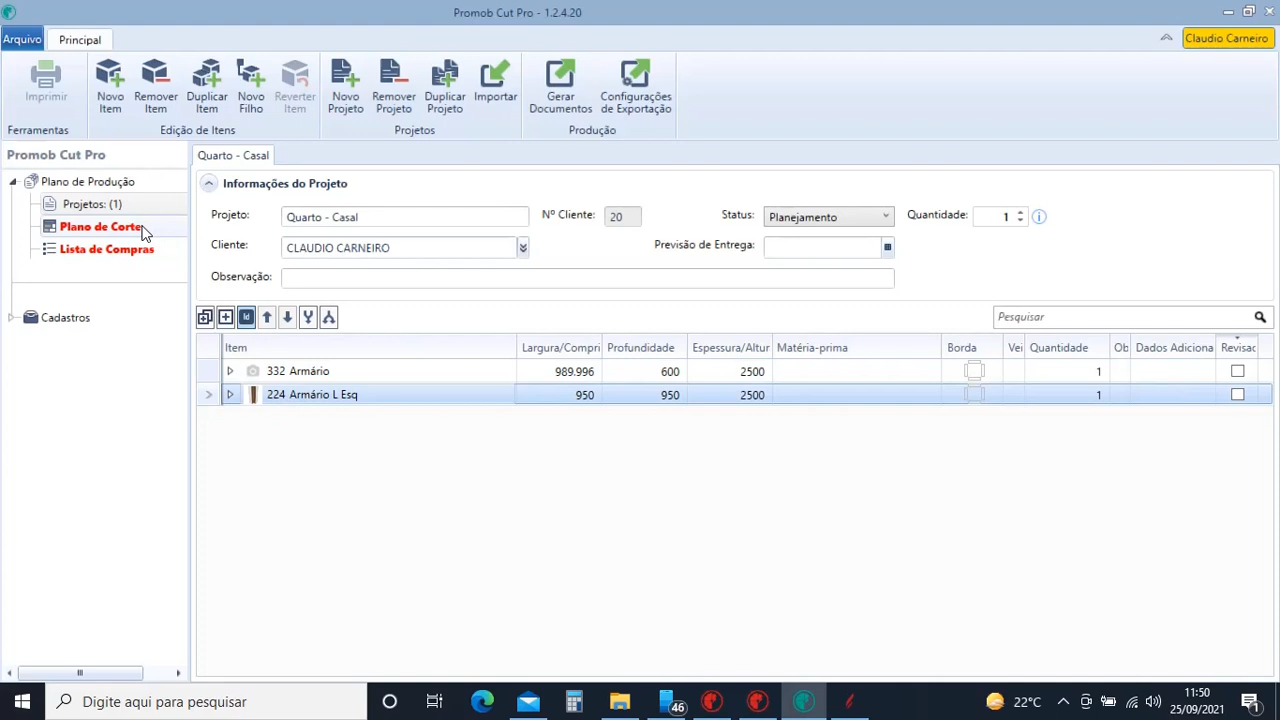 Promob Cut Pro - 1.2.4.20
Arquivo
Principal
Claudio Carneiro
Imprimir
Novo Item
Remover Item
Duplicar Item
Novo Filho
Reverter Item
Novo Projeto
Remover Projeto
Duplicar Projeto
Importar
Gerar Documentos
Configurações de Exportação
Ferramentas
Edição de Itens
Projetos
Produção
Promob Cut Pro
Quarto - Casal
Plano de Produção
Projetos: (1)
Plano de Corte
Lista de Compras
Cadastros
Informações do Projeto
Projeto: Quarto - Casal Nº Cliente: 20 Status: Planejamento Quantidade: 1
Cliente: CLAUDIO CARNEIRO Previsão de Entrega:
Observação:
Id
Pesquisar
Item Largura/Compri Profundidade Espessura/Altur Matéria-prima Borda Vei Quantidade Ob Dados Adiciona Revisac
332 Armário 989.996 600 2500 1
224 Armário L Esq 950 950 2500 1
Digite aqui para pesquisar
46
22°C
11:50
25/09/2021
1